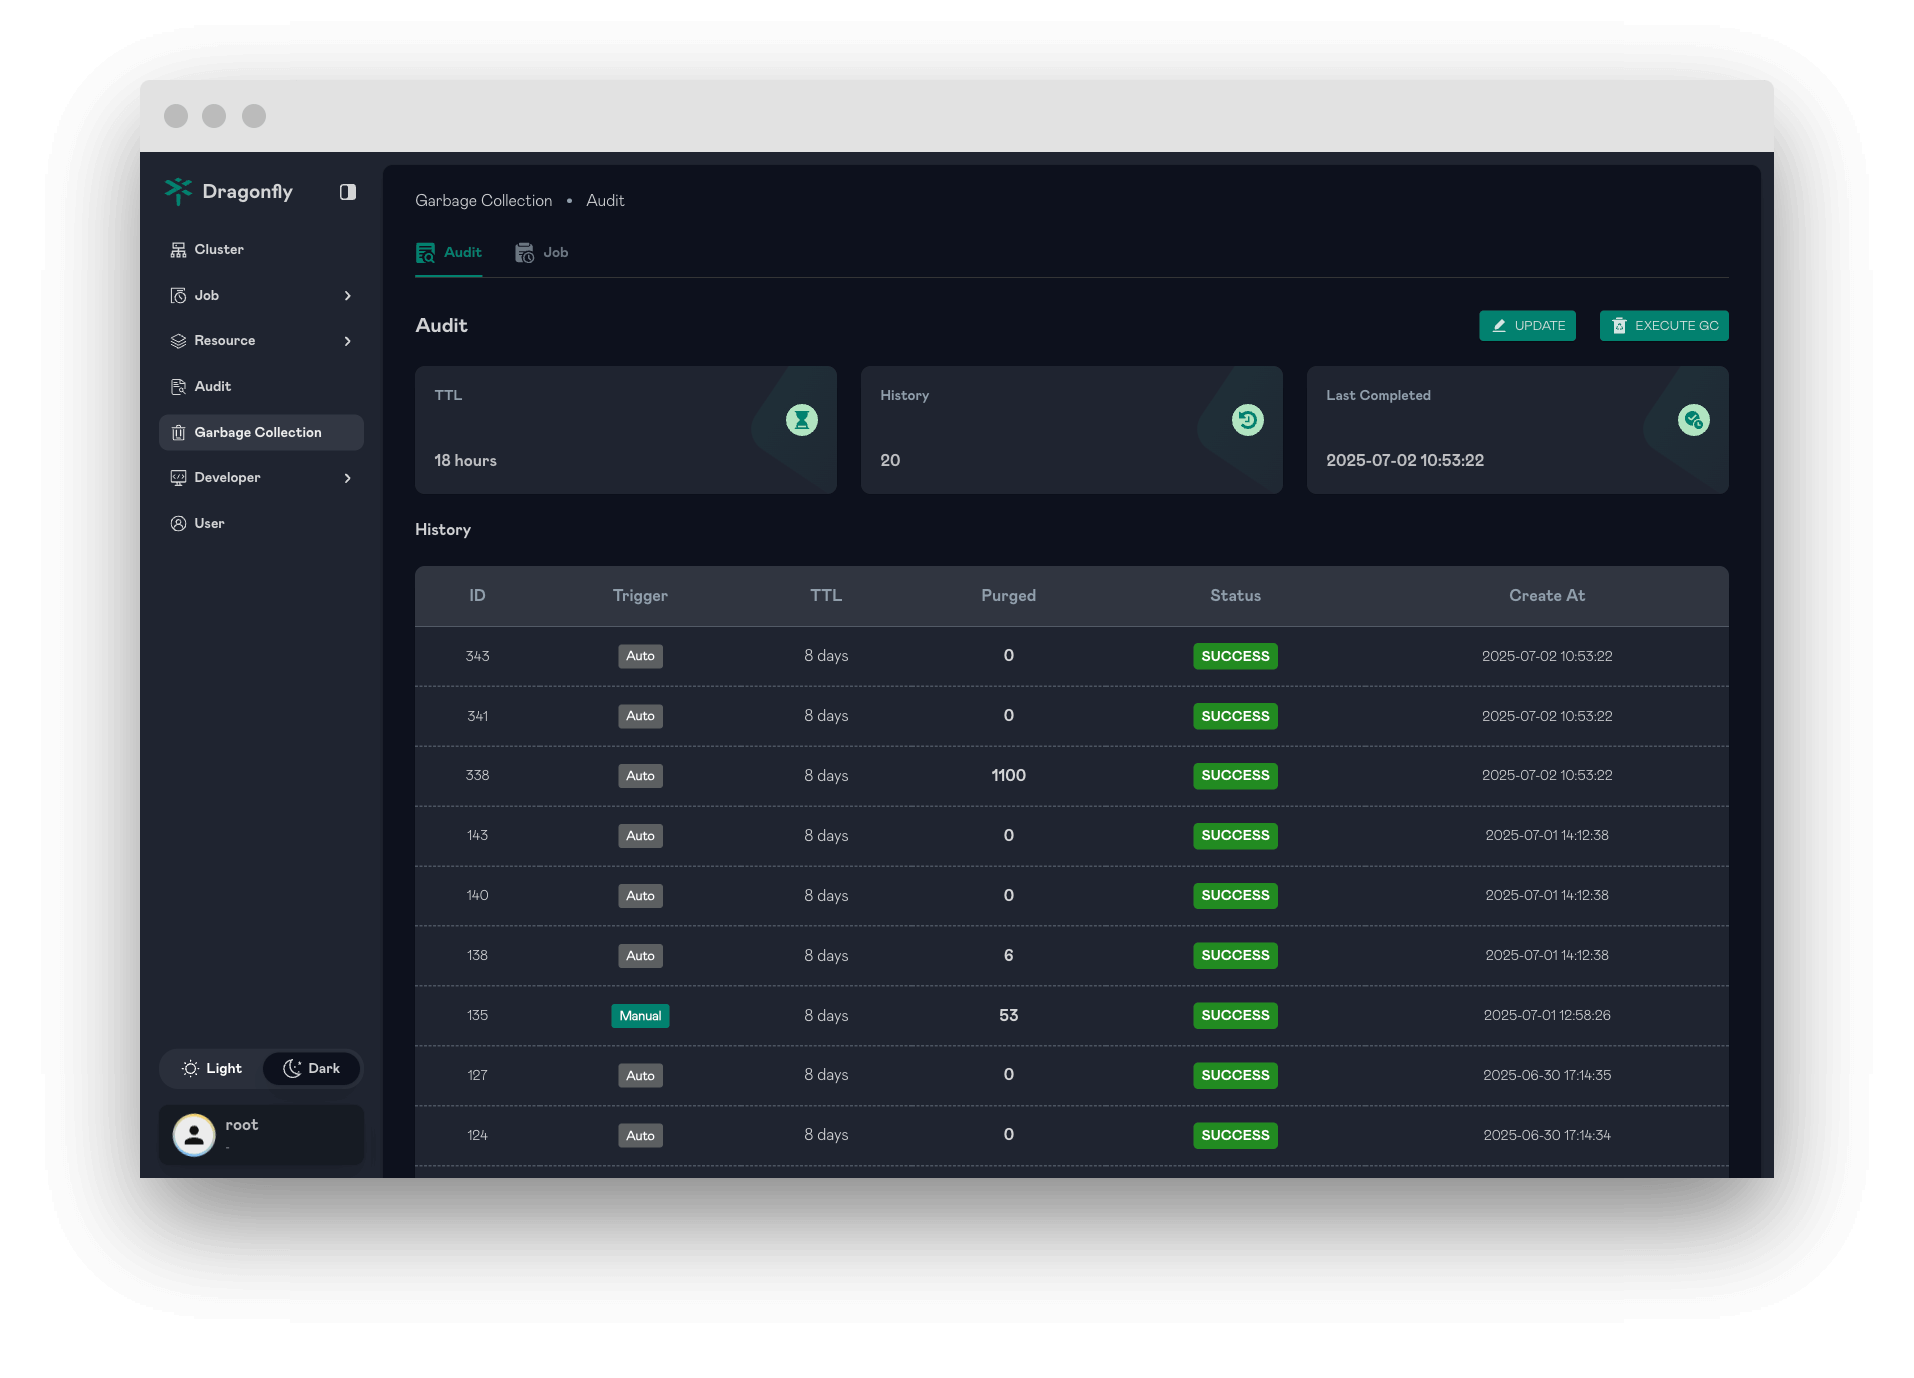 Dragonfly
Cluster
Job
Resource
Audit
Garbage Collection
Developer
User
Light Dark
root
-
Garbage Collection • Audit
Audit Job
Audit
UPDATE EXECUTE GC
TTL
18 hours
History
20
Last Completed
2025-07-02 10:53:22
History
ID Trigger TTL Purged Status Create At
343 Auto 8 days 0 SUCCESS 2025-07-02 10:53:22
341 Auto 8 days 0 SUCCESS 2025-07-02 10:53:22
338 Auto 8 days 1100 SUCCESS 2025-07-02 10:53:22
143 Auto 8 days 0 SUCCESS 2025-07-01 14:12:38
140 Auto 8 days 0 SUCCESS 2025-07-01 14:12:38
138 Auto 8 days 6 SUCCESS 2025-07-01 14:12:38
135 Manual 8 days 53 SUCCESS 2025-07-01 12:58:26
127 Auto 8 days 0 SUCCESS 2025-06-30 17:14:35
124 Auto 8 days 0 SUCCESS 2025-06-30 17:14:34